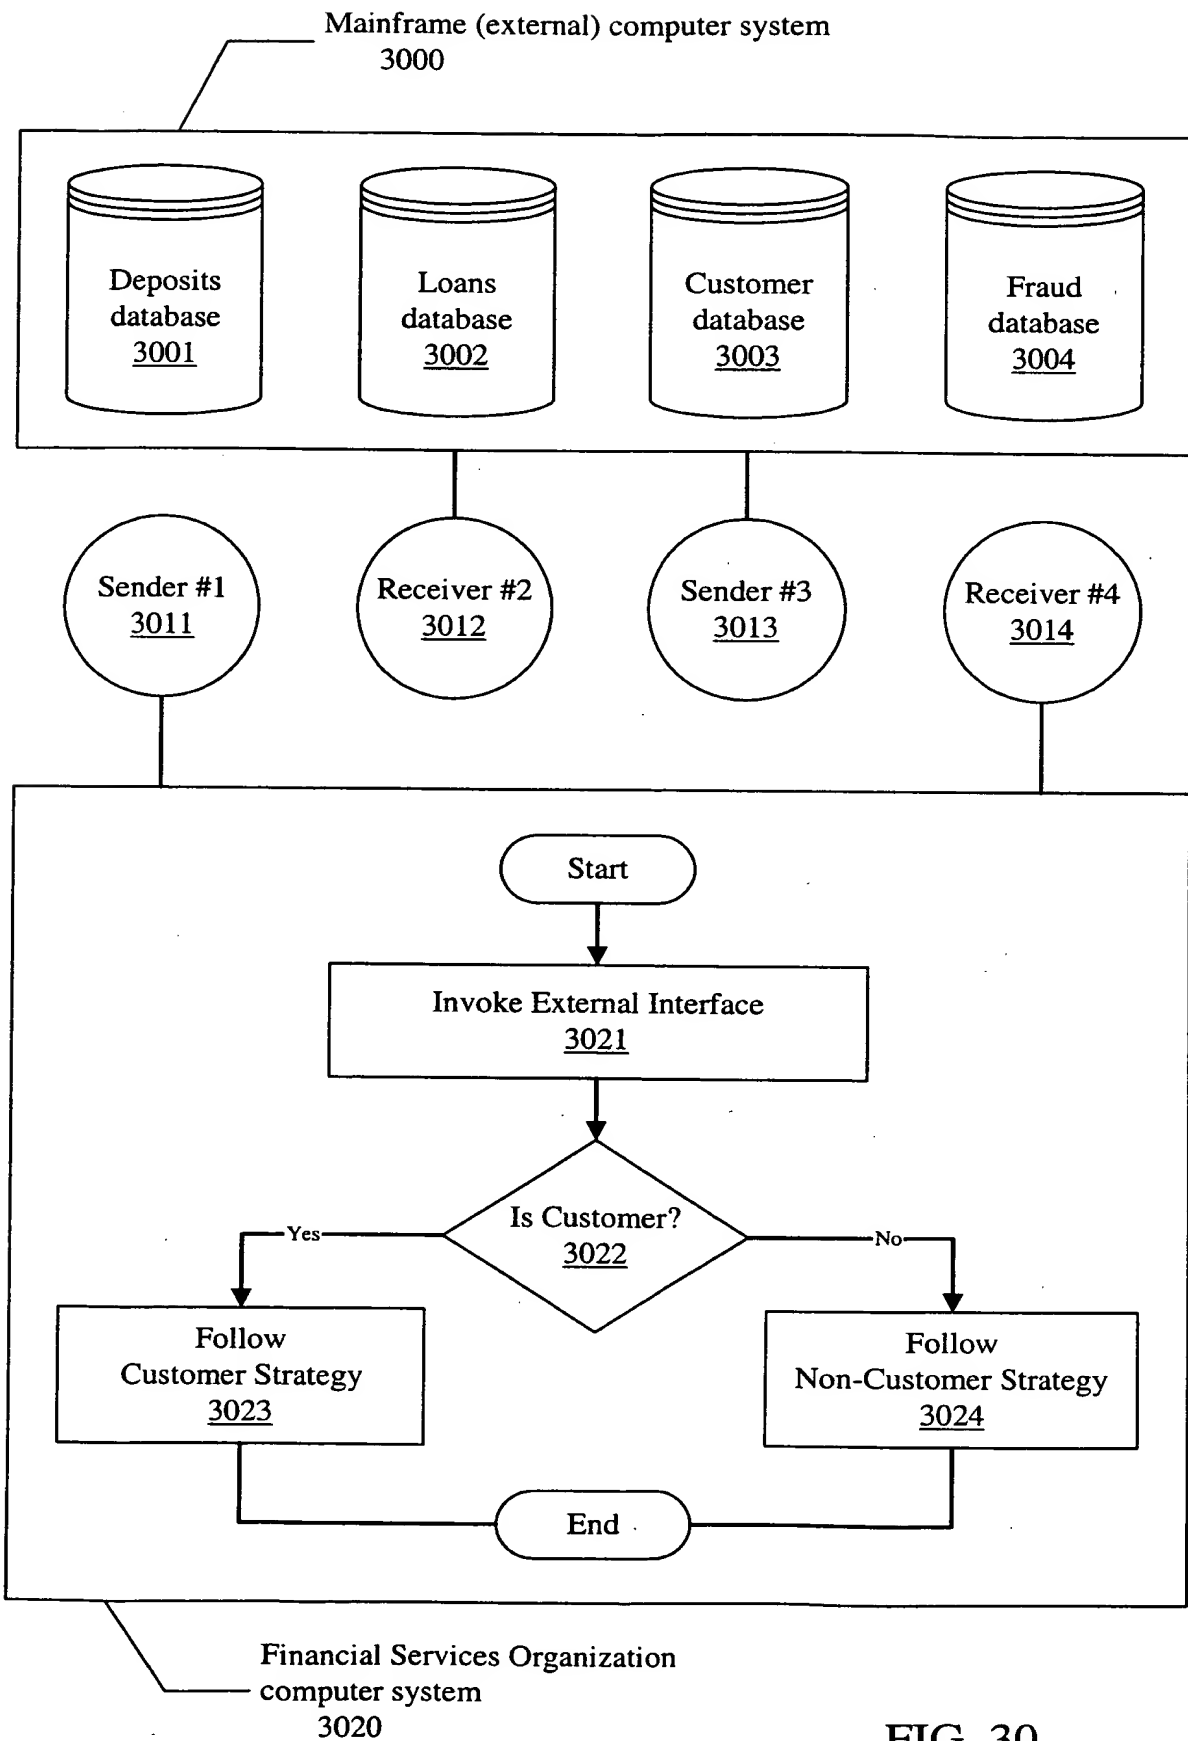 Mainframe (external) computer system
3000
Deposits
database
3001
Loans
database
3002
Customer
database
3003
Fraud
database
3004
Sender #1
3011
Receiver #2
3012
Sender #3
3013
Receiver #4
3014
Start
Invoke External Interface
3021
Is Customer?
3022
Yes
No
Follow
Customer Strategy
3023
Follow
Non-Customer Strategy
3024
End
Financial Services Organization
computer system
3020
FIG. 30